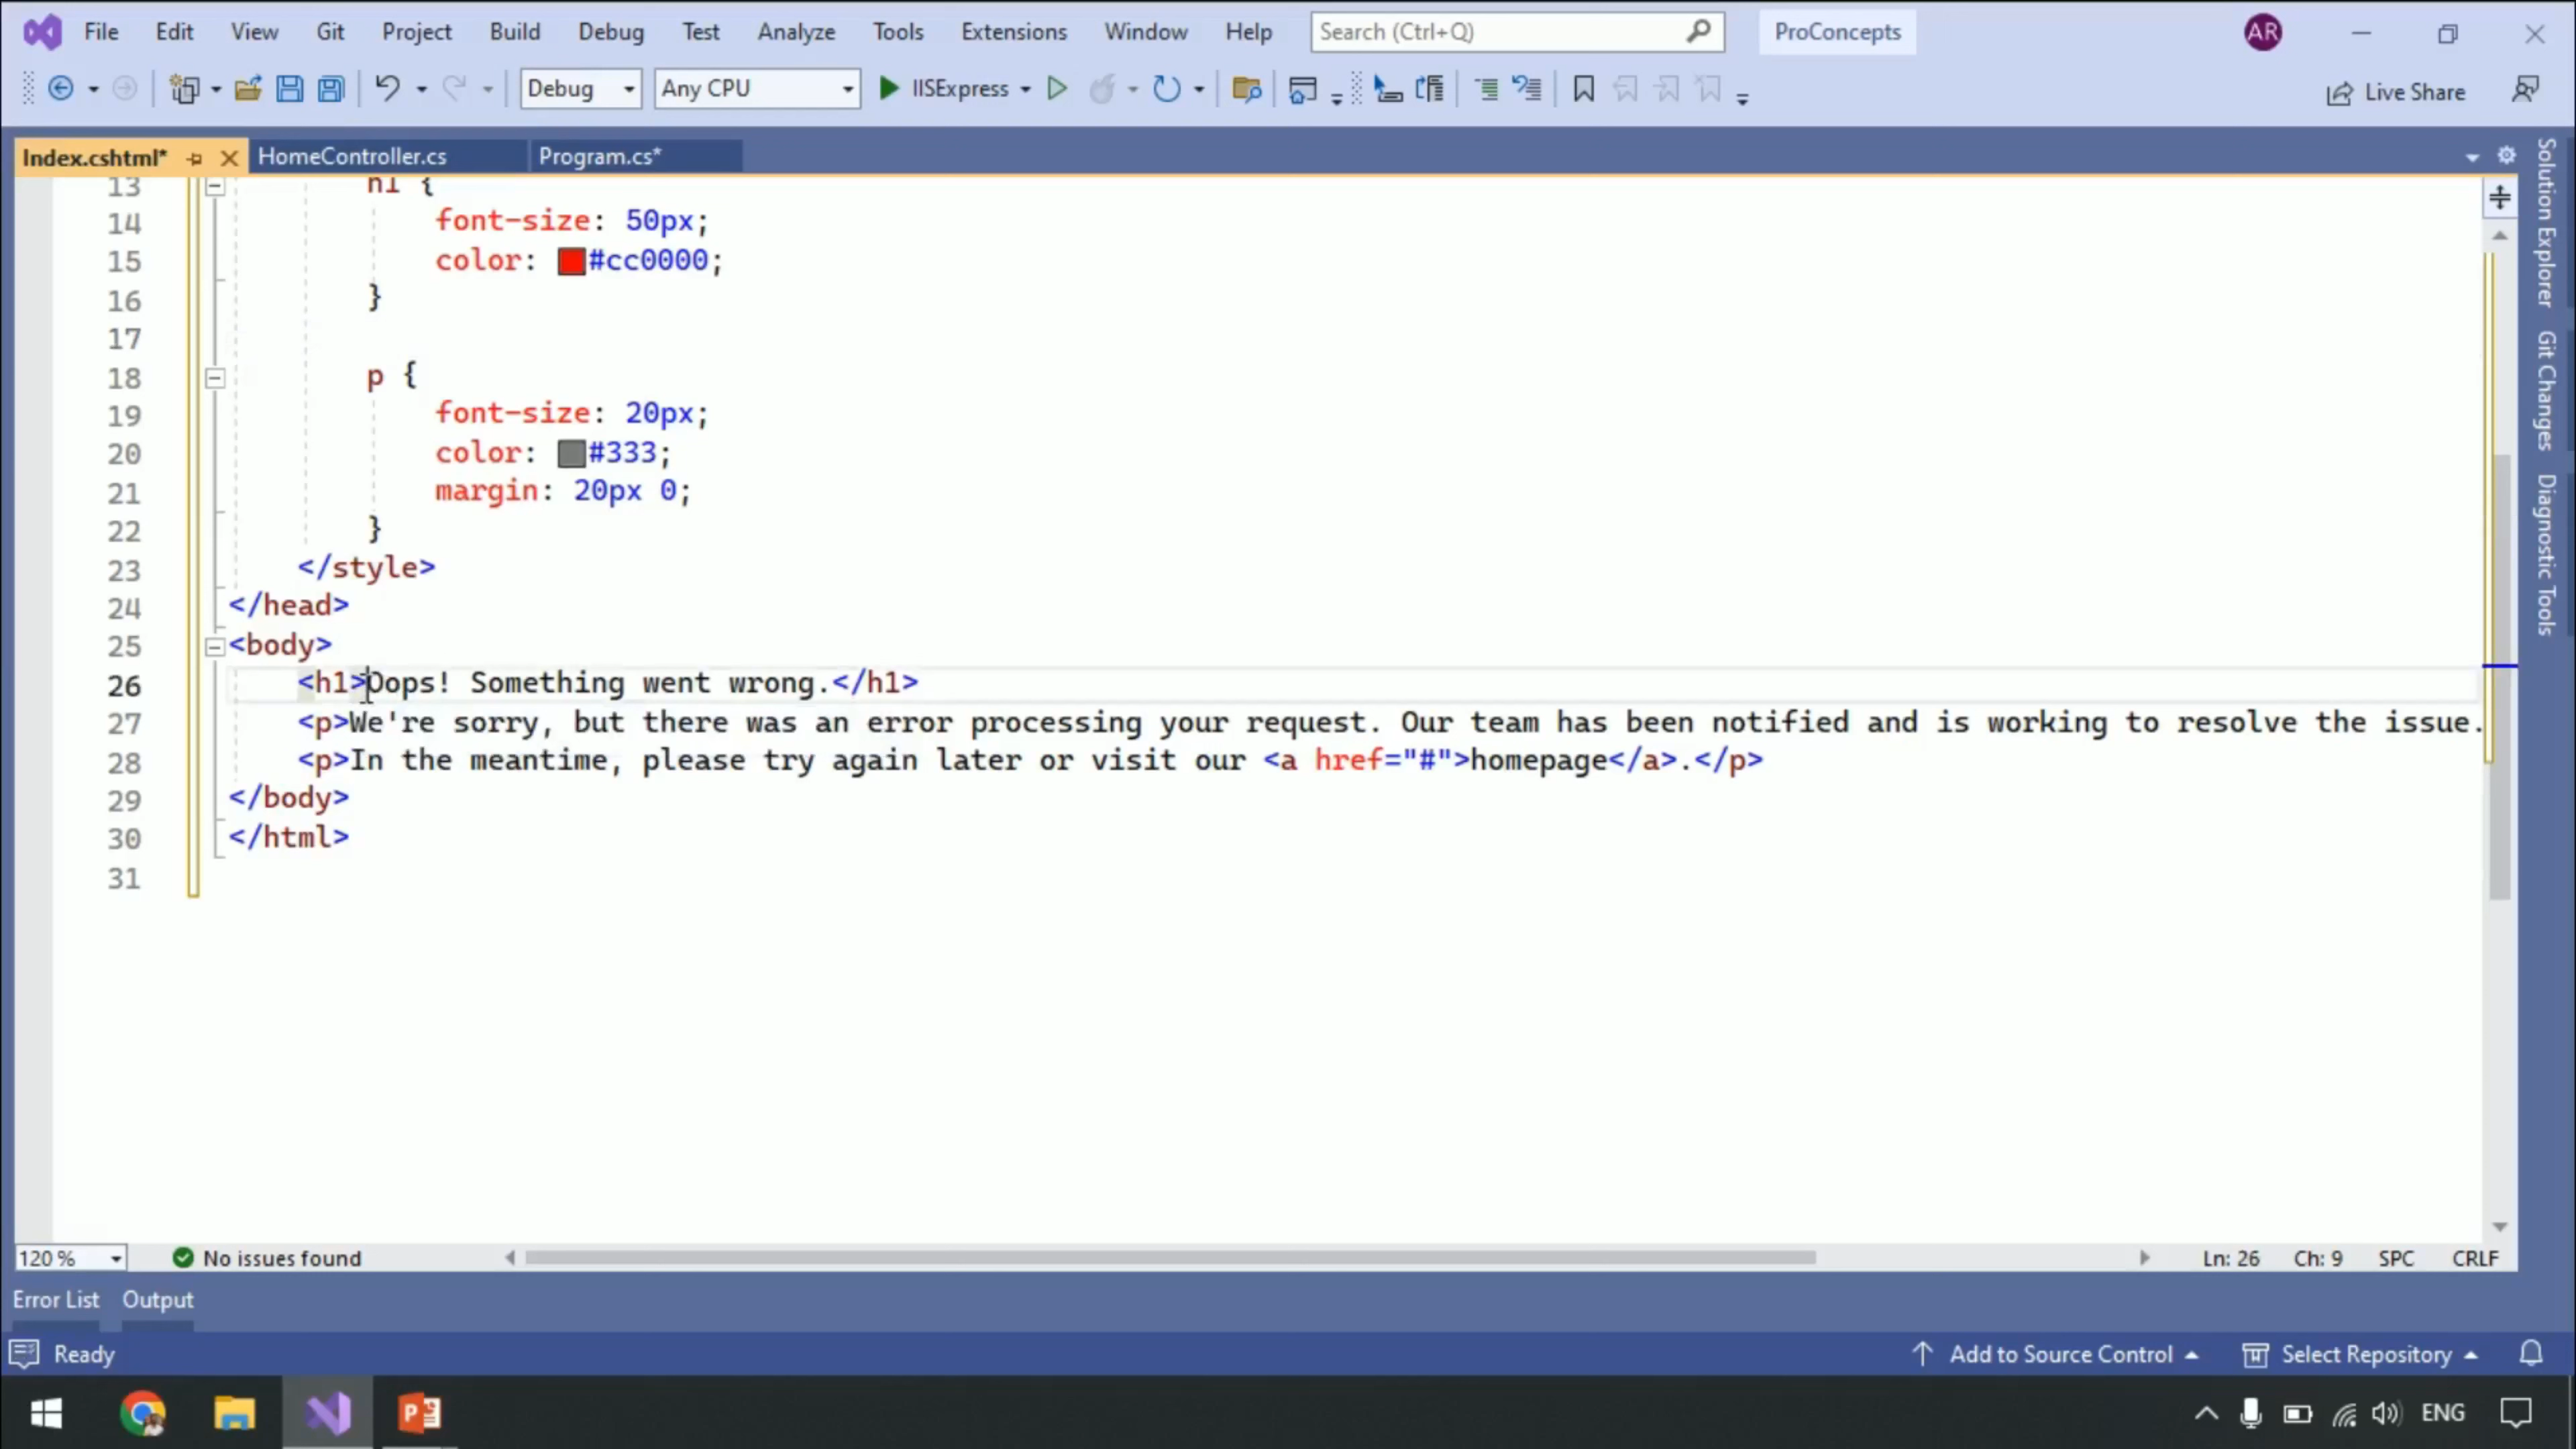 File Edit View Git Project Build Debug Test Analyze Tools Extensions Window Help Search (Ctrl+Q) ProConcepts AR
Debug Any CPU IISExpress Live Share
Index.cshtml* HomeController.cs Program.cs*
13 h1 {
14 font-size: 50px;
15 color: #cc0000;
16 }
17
18 p {
19 font-size: 20px;
20 color: #333;
21 margin: 20px 0;
22 }
23 </style>
24 </head>
25 <body>
26 <h1>Oops! Something went wrong.</h1>
27 <p>We're sorry, but there was an error processing your request. Our team has been notified and is working to resolve the issue.
28 <p>In the meantime, please try again later or visit our <a href="#">homepage</a>.</p>
29 </body>
30 </html>
31
Solution Explorer
Git Changes
Diagnostic Tools
120 % No issues found Ln: 26 Ch: 9 SPC CRLF
Error List Output
Ready Add to Source Control Select Repository
P ENG